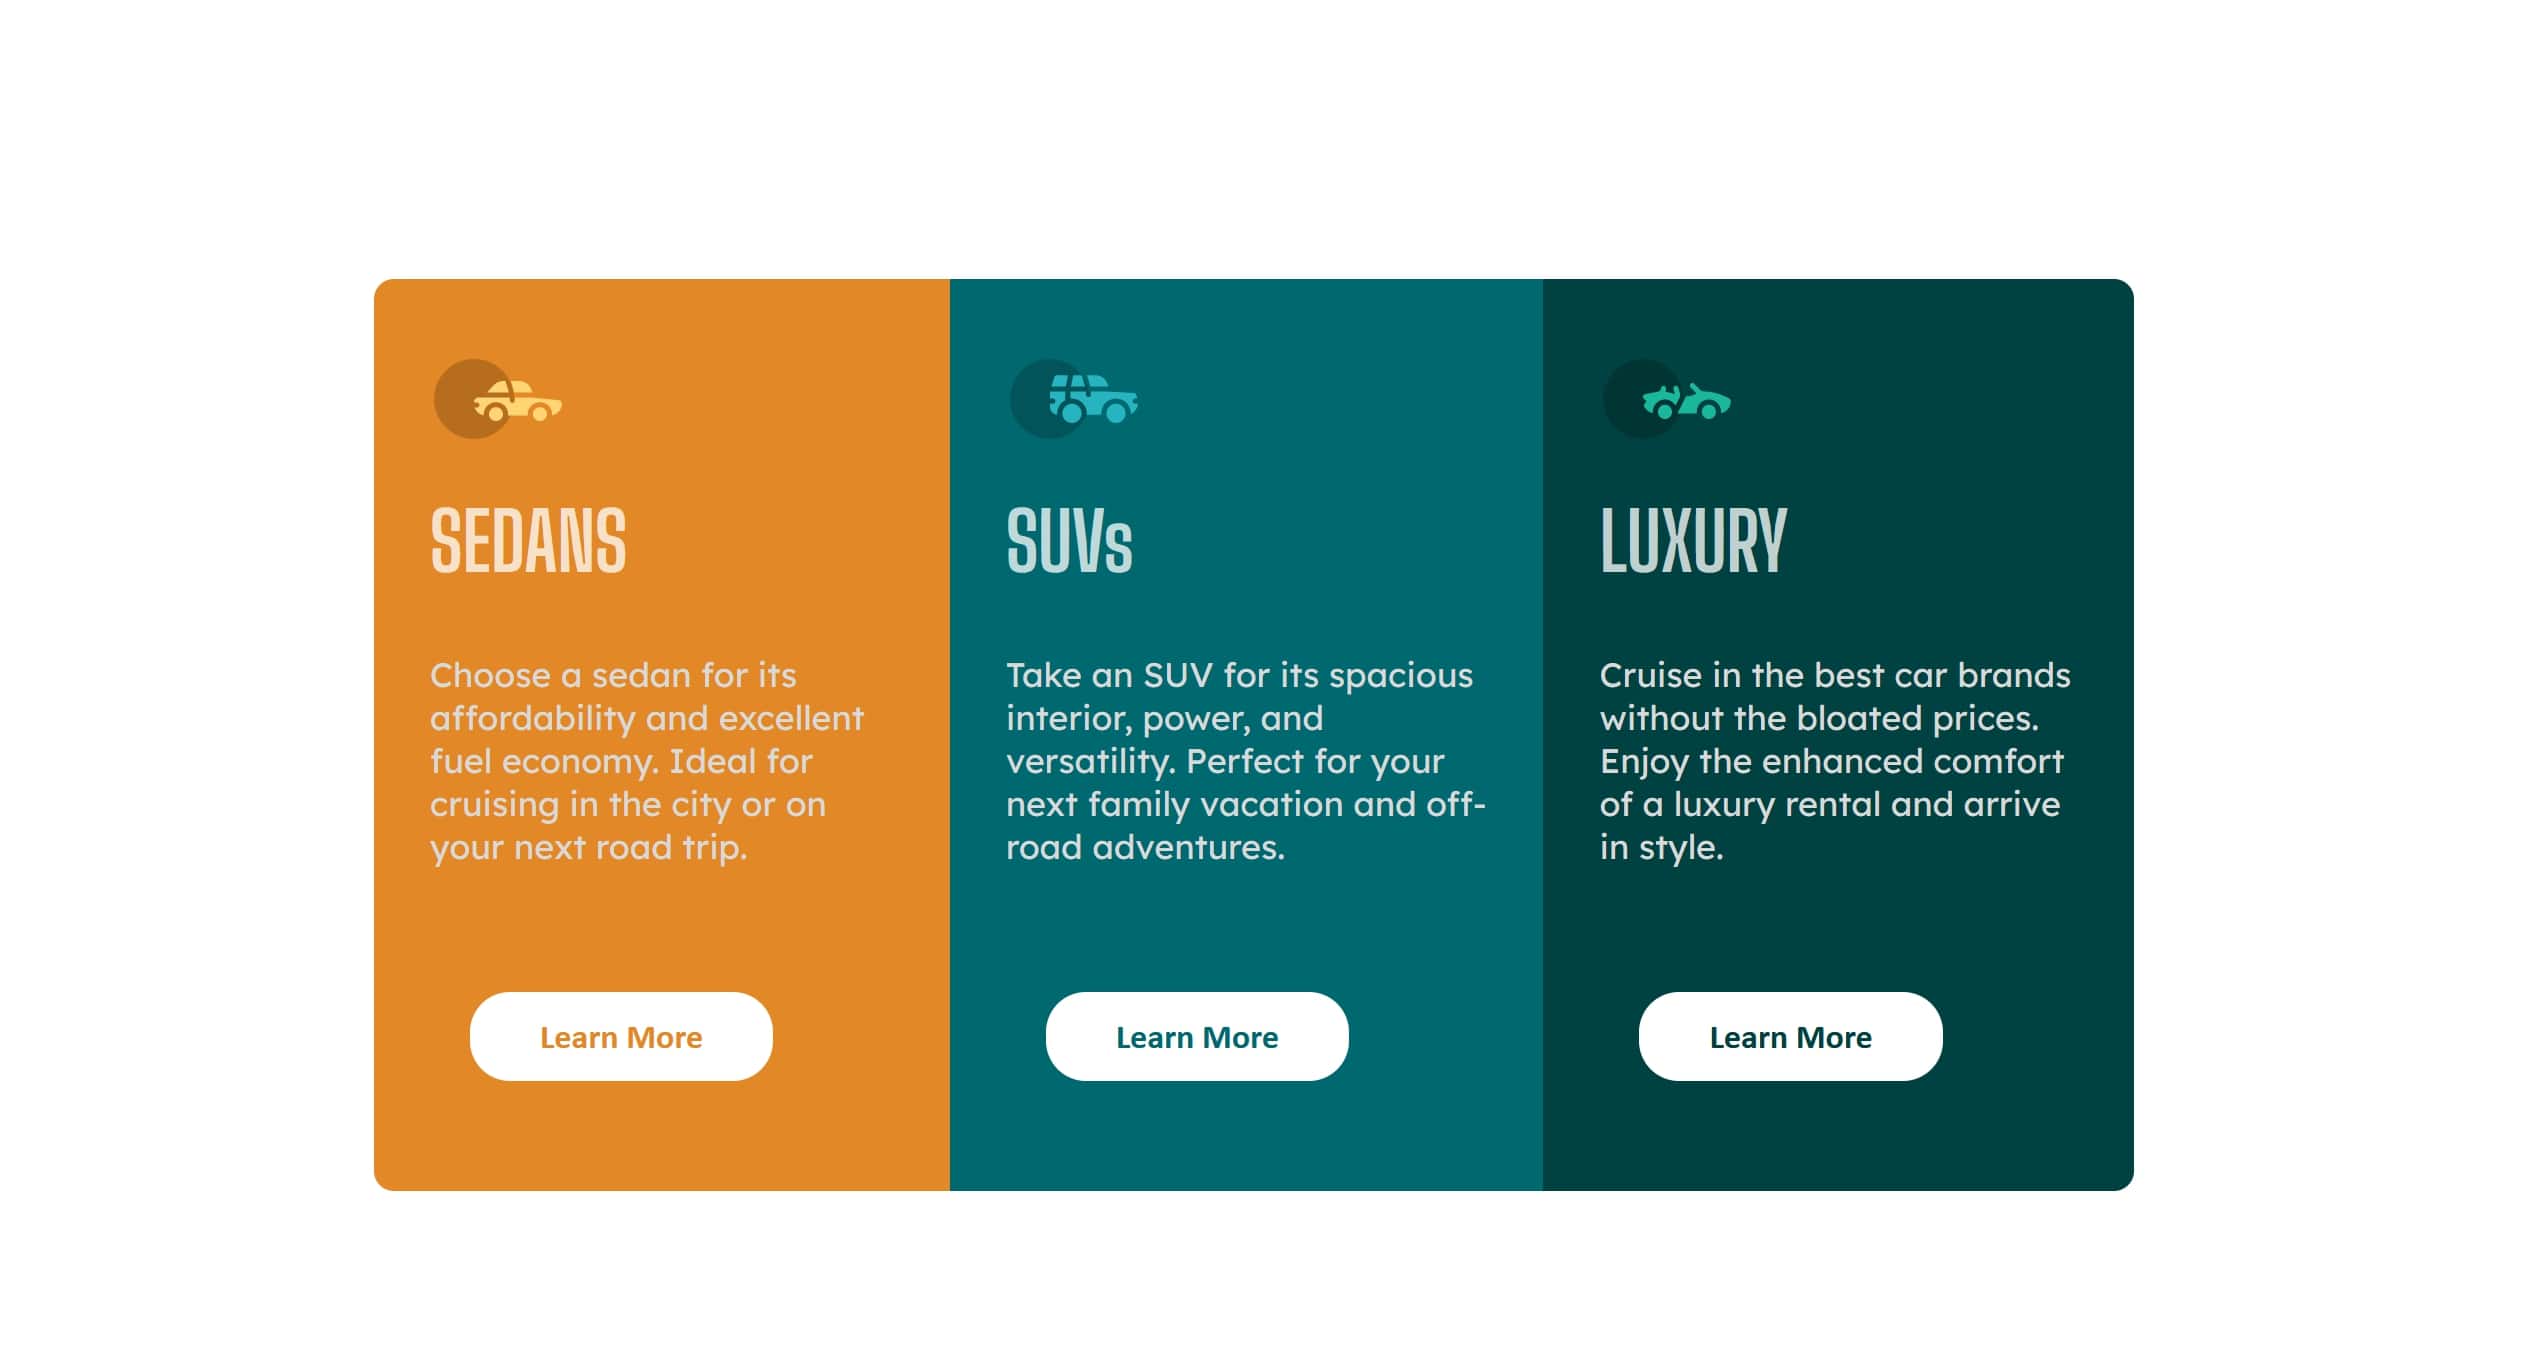 SEDANS
Choose a sedan for its
affordability and excellent
fuel economy. Ideal for
cruising in the city or on
your next road trip.
Learn More
SUVs
Take an SUV for its spacious
interior, power, and
versatility. Perfect for your
next family vacation and off-
road adventures.
Learn More
LUXURY
Cruise in the best car brands
without the bloated prices.
Enjoy the enhanced comfort
of a luxury rental and arrive
in style.
Learn More